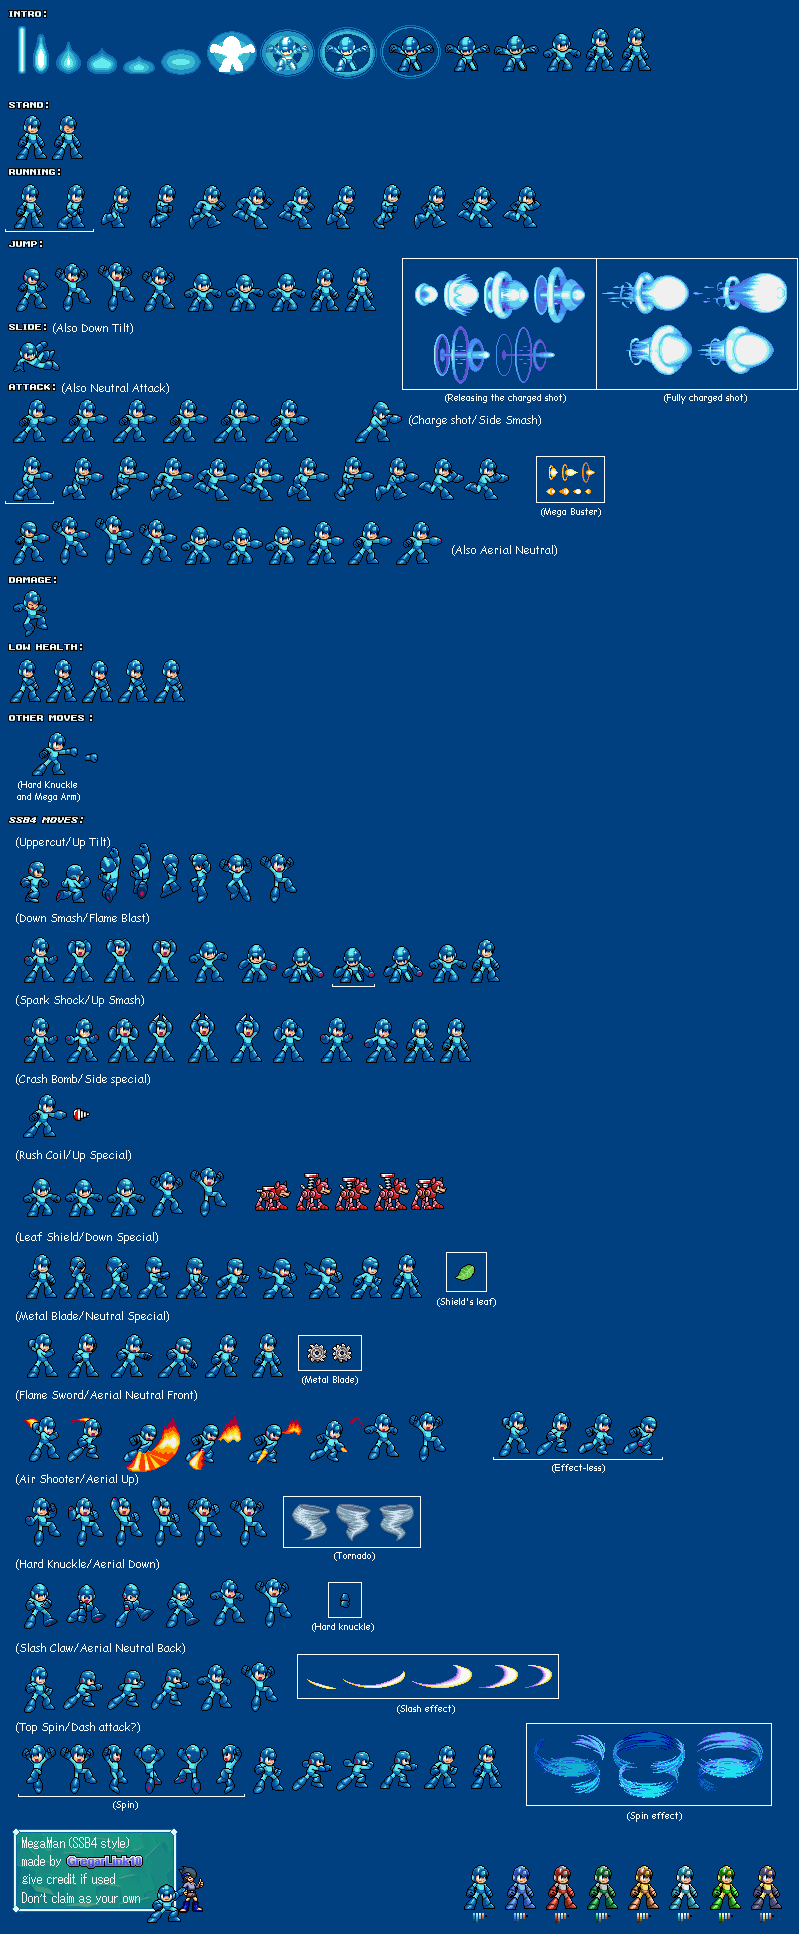 INTRO:
STAND:
RUNNING:
JUMP:
SLIDE: (Also Down Tilt)
(Releasing the charged shot)
(Fully charged shot)
ATTACK: (Also Neutral Attack)
(Charge shot/Side Smash)
(Mega Buster)
(Also Aerial Neutral)
DAMAGE:
LOW HEALTH:
OTHER MOVES :
(Hard Knuckle
and Mega Arm)
SSB4 MOVES:
(Uppercut/Up Tilt)
(Down Smash/Flame Blast)
(Spark Shock/Up Smash)
(Crash Bomb/Side special)
(Rush Coil/Up Special)
(Leaf Shield/Down Special)
(Shield's leaf)
(Metal Blade/Neutral Special)
(Metal Blade)
(Flame Sword/Aerial Neutral Front)
(Effect-less)
(Air Shooter/Aerial Up)
(Tornado)
(Hard Knuckle/Aerial Down)
(Hard knuckle)
(Slash Claw/Aerial Neutral Back)
(Slash effect)
(Top Spin/Dash attack?)
(Spin)
(Spin effect)
MegaMan (SSB4 style)
made by GregarLink10
give credit if used
Don't claim as your own